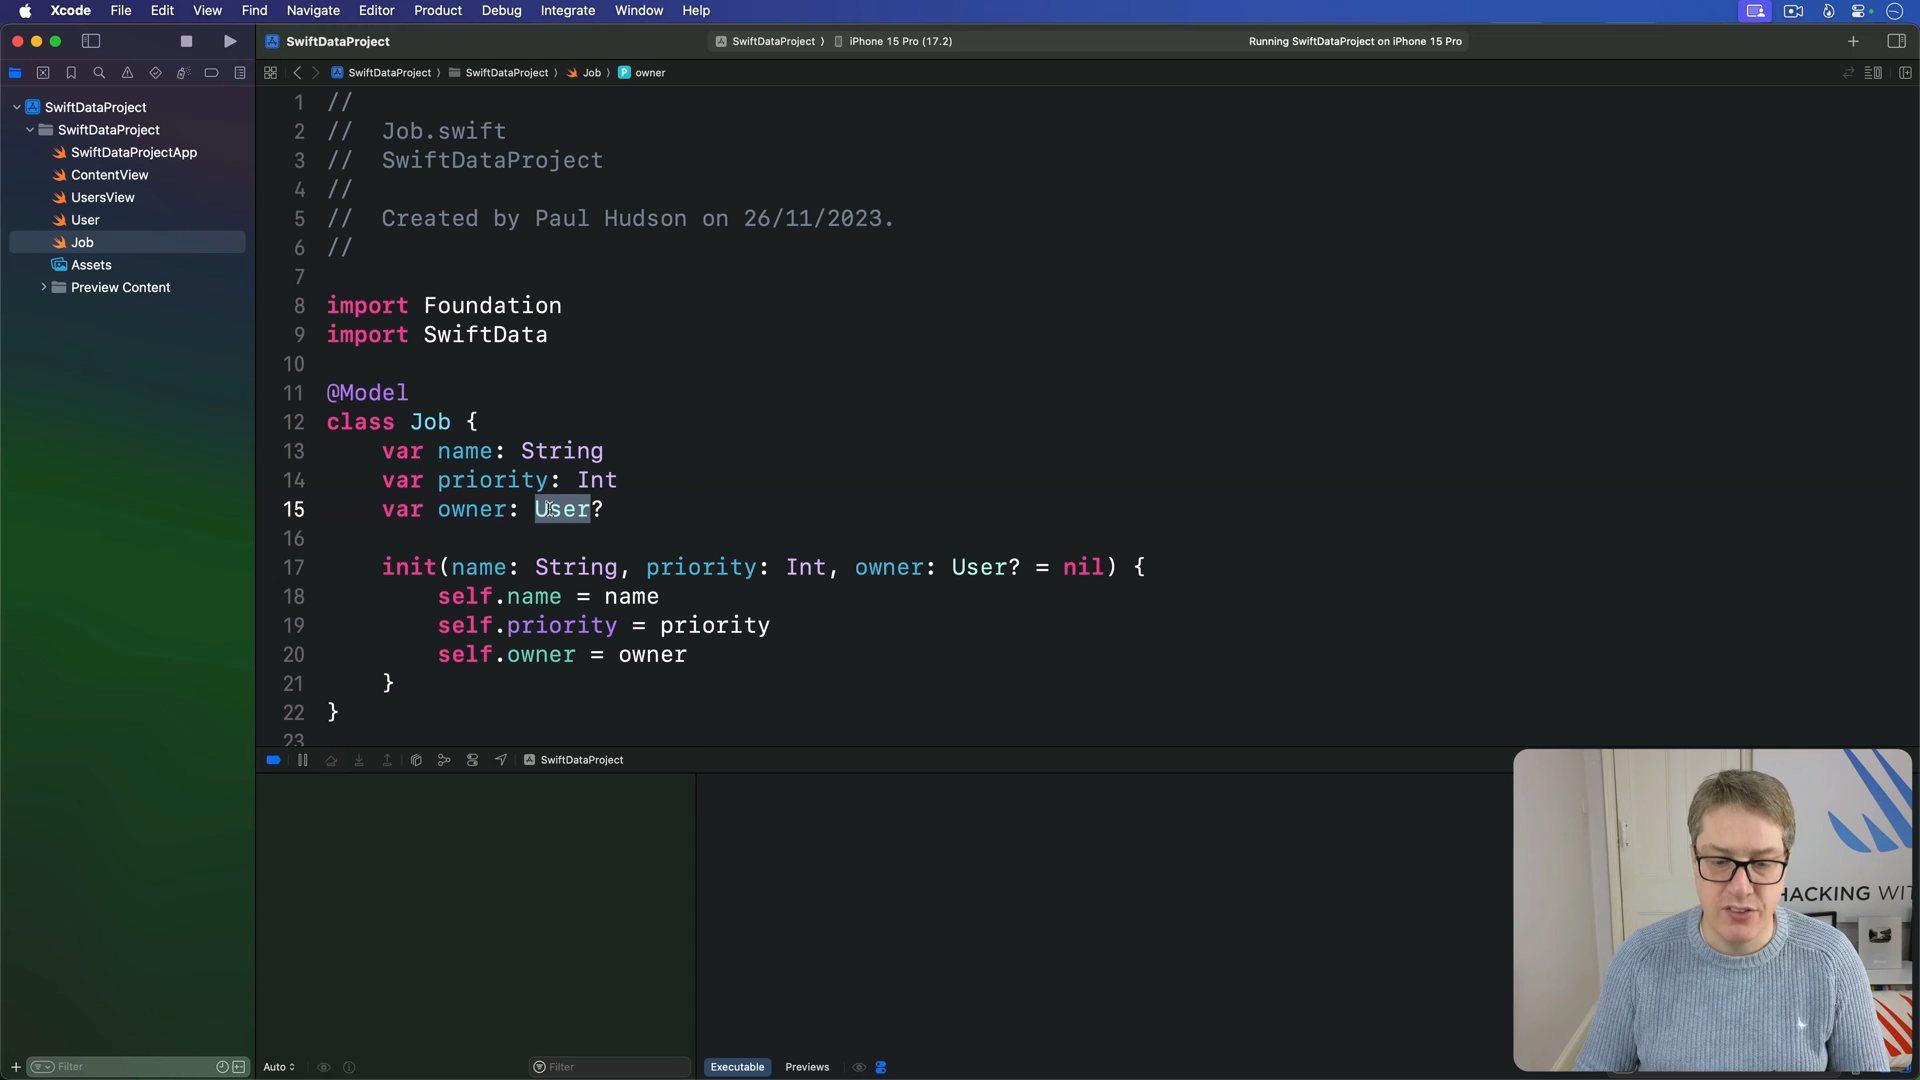 Xcode File Edit View Find Navigate Editor Product Debug Integrate Window Help
SwiftDataProject
SwiftDataProject 〉 iPhone 15 Pro (17.2)
Running SwiftDataProject on iPhone 15 Pro
SwiftDataProject 〉 SwiftDataProject 〉 Job 〉 P owner
SwiftDataProject
SwiftDataProject
SwiftDataProjectApp
ContentView
UsersView
User
Job
Assets
Preview Content
1 //
2 // Job.swift
3 // SwiftDataProject
4 //
5 // Created by Paul Hudson on 26/11/2023.
6 //
7
8 import Foundation
9 import SwiftData
10
11 @Model
12 class Job {
13 var name: String
14 var priority: Int
15 var owner: User?
16
17 init(name: String, priority: Int, owner: User? = nil) {
18 self.name = name
19 self.priority = priority
20 self.owner = owner
21 }
22 }
23
SwiftDataProject
HACKING WIT
Filter
Auto
Filter
Executable Previews